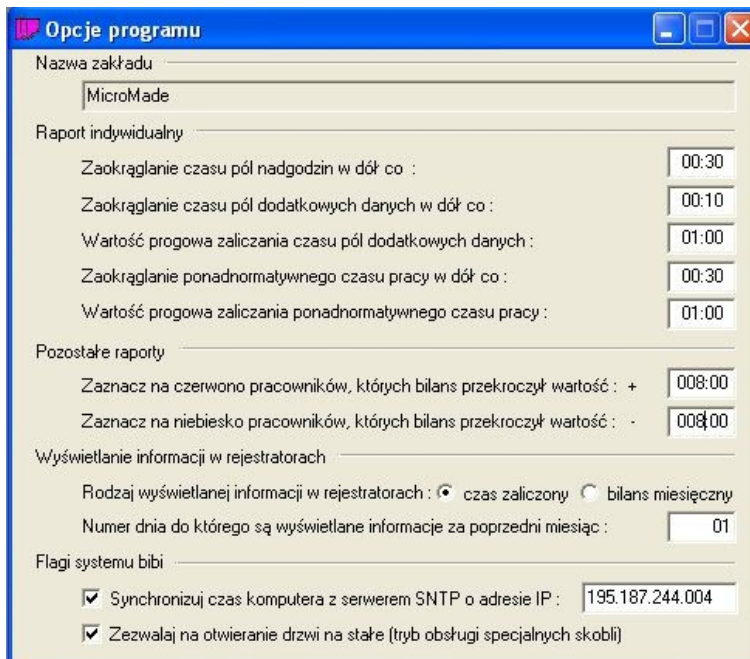 Opcje programu
Nazwa zakładu
MicroMade
Raport indywidualny
Zaokrąglanie czasu pól nadgodzin w dół co : 00:30
Zaokrąglanie czasu pól dodatkowych danych w dół co : 00:10
Wartość progowa zaliczania czasu pól dodatkowych danych : 01:00
Zaokrąglanie ponadnormatywnego czasu pracy w dół co : 00:30
Wartość progowa zaliczania ponadnormatywnego czasu pracy : 01:00
Pozostałe raporty
Zaznacz na czerwono pracowników, których bilans przekroczył wartość : + 008:00
Zaznacz na niebiesko pracowników, których bilans przekroczył wartość : - 008:00
Wyświetlanie informacji w rejestratorach
Rodzaj wyświetlanej informacji w rejestratorach : czas zaliczony bilans miesięczny
Numer dnia do którego są wyświetlane informacje za poprzedni miesiąc : 01
Flagi systemu bibi
Synchronizuj czas komputera z serwerem SNTP o adresie IP : 195.187.244.004
Zezwalaj na otwieranie drzwi na stałe (tryb obsługi specjalnych skobli)